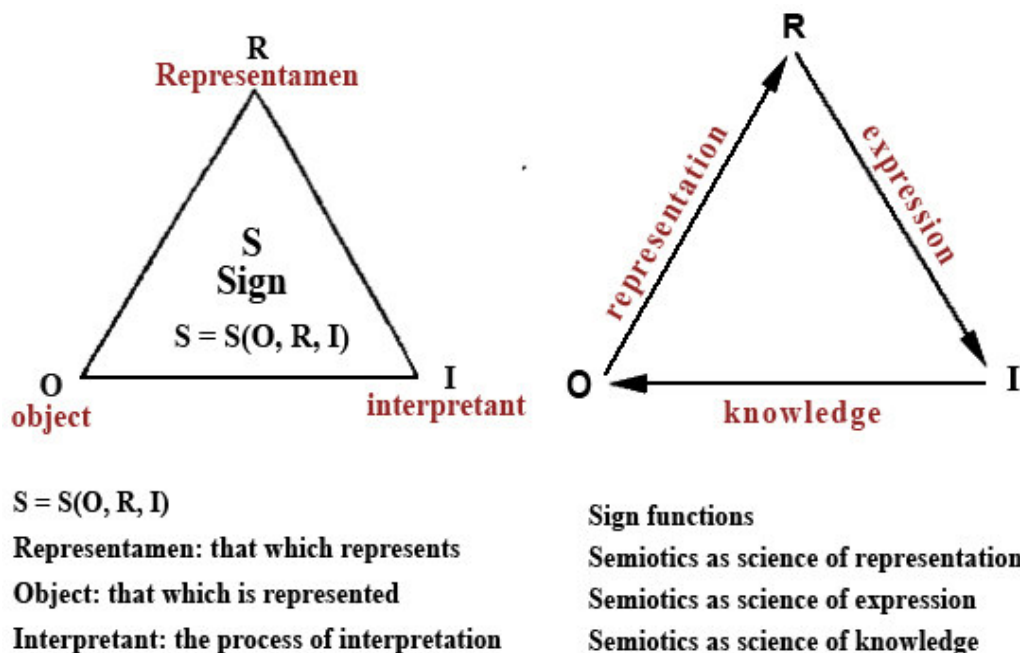 R
Representamen
S
Sign
S = S(O, R, I)
O
object
I
interpretant
R
representation
expression
O
I
knowledge
S = S(O, R, I)
Representamen: that which represents
Object: that which is represented
Interpretant: the process of interpretation
Sign functions
Semiotics as science of representation
Semiotics as science of expression
Semiotics as science of knowledge